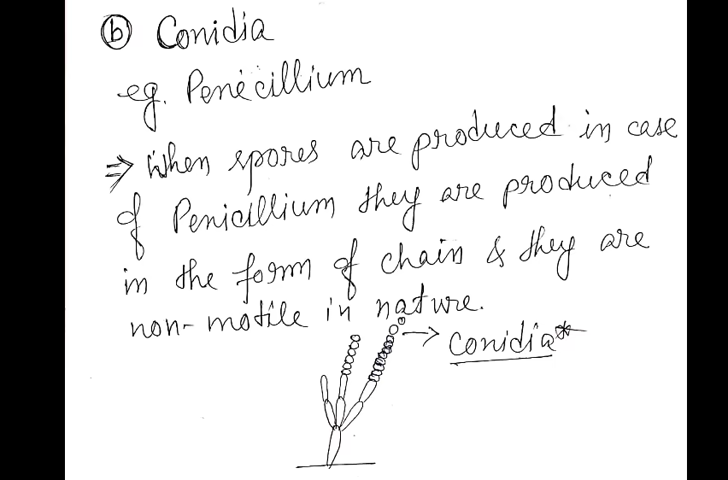 ⓑ Conidia
eg. Penicillium
⇒ When spores are produced in case
of Penicillium they are produced
in the form of chain & they are
non-motile in nature.
→ Conidia*